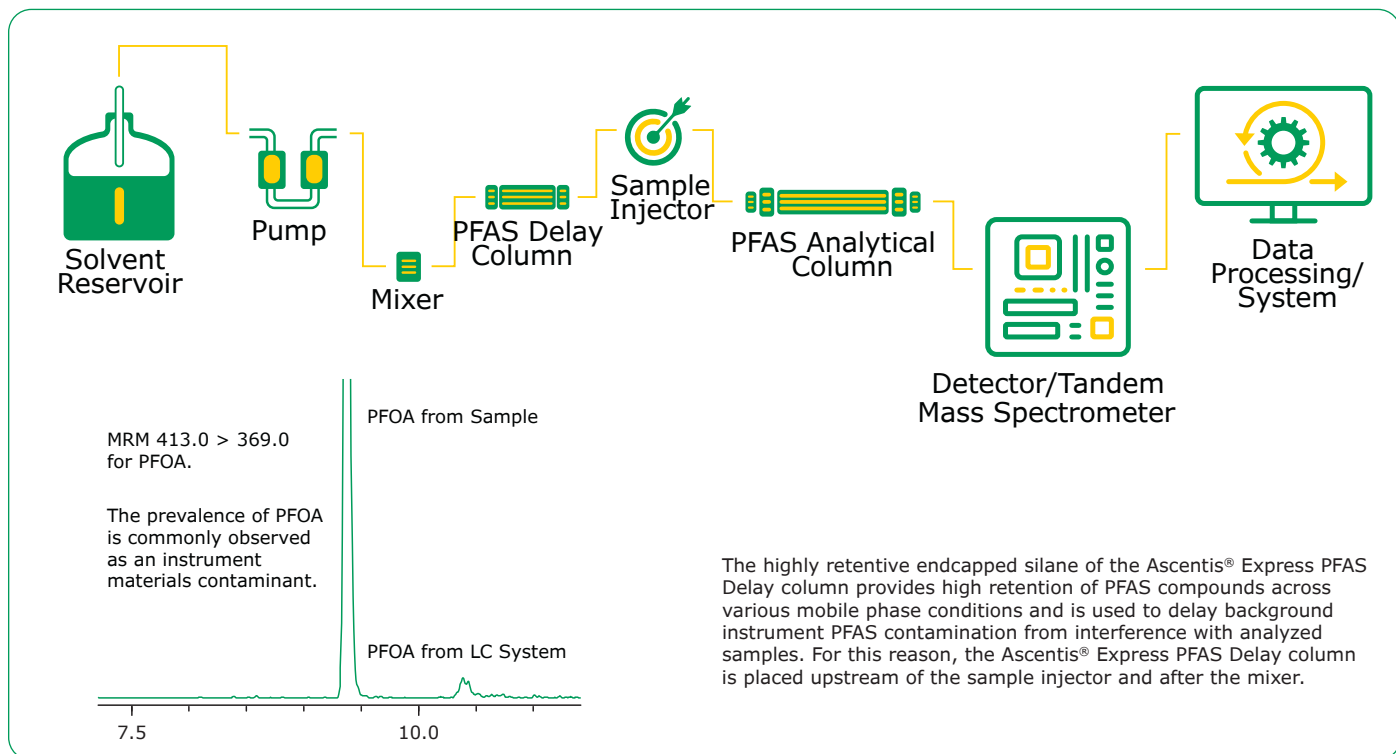 Solvent
Reservoir
Pump
Mixer
PFAS Delay
Column
Sample
Injector
PFAS Analytical
Column
Detector/Tandem
Mass Spectrometer
Data
Processing/
System
MRM 413.0 > 369.0
for PFOA.
The prevalence of PFOA
is commonly observed
as an instrument
materials contaminant.
PFOA from Sample
PFOA from LC System
7.5
10.0
The highly retentive endcapped silane of the Ascentis® Express PFAS
Delay column provides high retention of PFAS compounds across
various mobile phase conditions and is used to delay background
instrument PFAS contamination from interference with analyzed
samples. For this reason, the Ascentis® Express PFAS Delay column
is placed upstream of the sample injector and after the mixer.